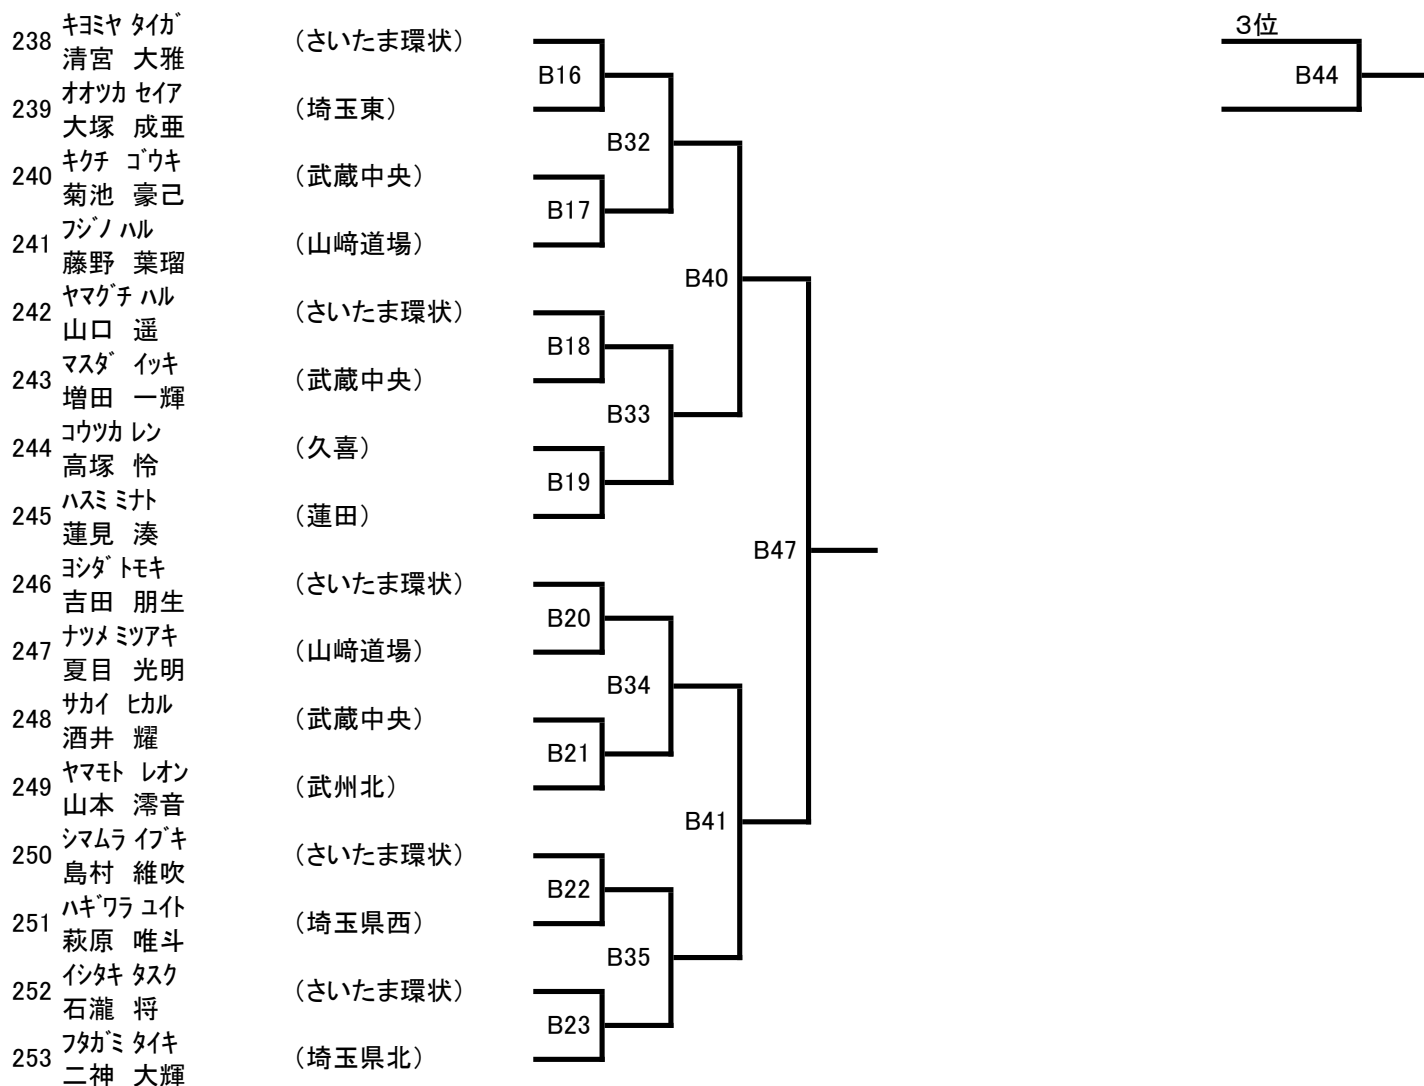 キヨミヤ タイガ
238 (さいたま環状)
清宮 大雅
B16
オオツカ セイア
239 (埼玉東)
大塚 成亜
B32
キクチ ゴウキ
240 (武蔵中央)
菊池 豪己
B17
フジノ ハル
241 (山﨑道場)
藤野 葉瑠
B40
ヤマグチ ハル
242 (さいたま環状)
山口 遥
B18
マスダ イッキ
243 (武蔵中央)
増田 一輝
B33
コウツカ レン
244 (久喜)
高塚 怜
B19
ハスミ ミナト
245 (蓮田)
蓮見 湊
B47
ヨシダ トモキ
246 (さいたま環状)
吉田 朋生
B20
ナツメ ミツアキ
247 (山﨑道場)
夏目 光明
B34
サカイ ヒカル
248 (武蔵中央)
酒井 耀
B21
ヤマモト レオン
249 (武州北)
山本 澪音
B41
シマムラ イブキ
250 (さいたま環状)
島村 維吹
B22
ハギワラ ユイト
251 (埼玉県西)
萩原 唯斗
B35
イシタキ タスク
252 (さいたま環状)
石瀧 将
B23
フタガミ タイキ
253 (埼玉県北)
二神 大輝
3位
B44